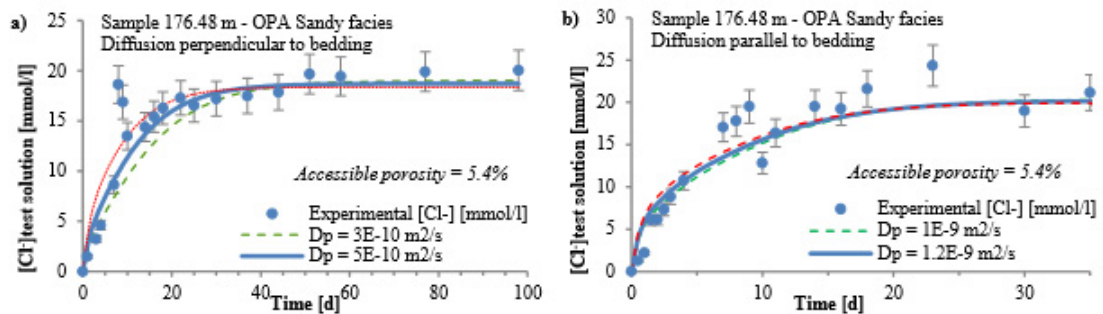 a)
Sample 176.48 m - OPA Sandy facies
Diffusion perpendicular to bedding
[Cl-]test solution [mmol/l]
25
20
15
10
5
0
Accessible porosity = 5.4%
Experimental [Cl-] [mmol/l]
Dp = 3E-10 m2/s
Dp = 5E-10 m2/s
0 20 40 60 80 100
Time [d]
b)
Sample 176.48 m - OPA Sandy facies
Diffusion parallel to bedding
[Cl-]test solution [mmol/l]
30
25
20
15
10
5
0
Accessible porosity = 5.4%
Experimental [Cl-] [mmol/l]
Dp = 1E-9 m2/s
Dp = 1.2E-9 m2/s
0 10 20 30
Time [d]